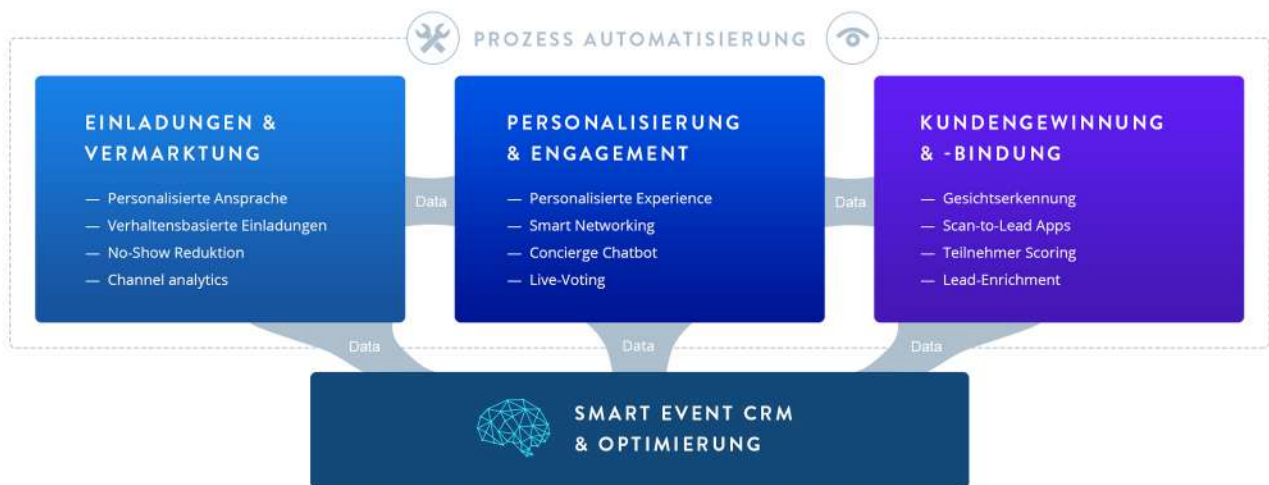 PROZESS AUTOMATISIERUNG
EINLADUNGEN &
VERMARKTUNG
— Personalisierte Ansprache
— Verhaltensbasierte Einladungen
— No-Show Reduktion
— Channel analytics
Data
PERSONALISIERUNG
& ENGAGEMENT
— Personalisierte Experience
— Smart Networking
— Concierge Chatbot
— Live-Voting
Data
KUNDENGEWINNUNG
& -BINDUNG
— Gesichtserkennung
— Scan-to-Lead Apps
— Teilnehmer Scoring
— Lead-Enrichment
Data
Data
Data
SMART EVENT CRM
& OPTIMIERUNG